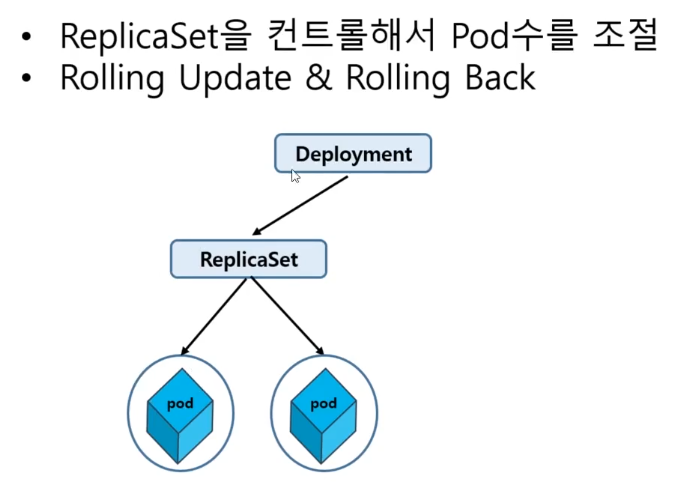 • ReplicaSet을 컨트롤해서 Pod수를 조절
• Rolling Update & Rolling Back
Deployment
ReplicaSet
pod
pod